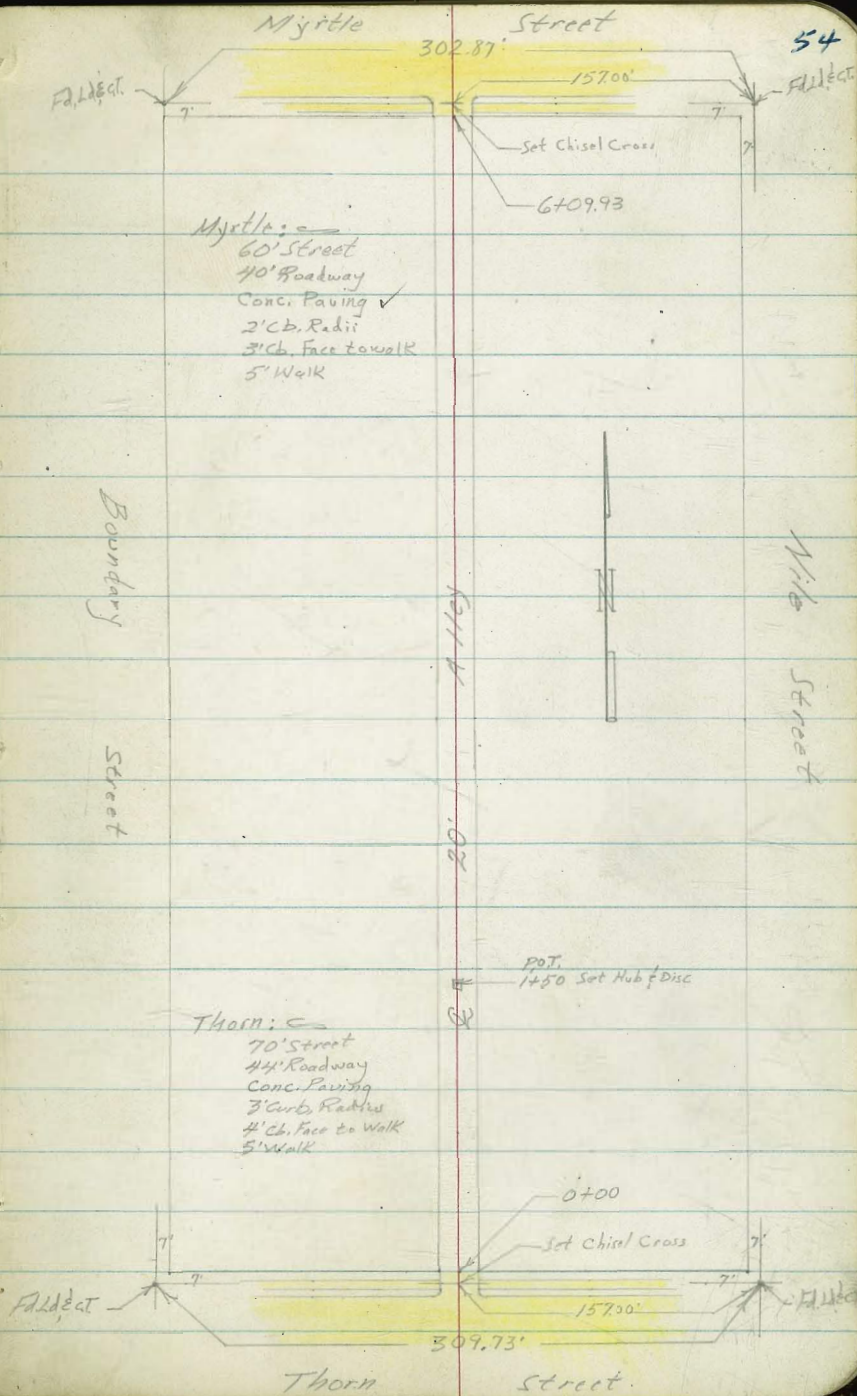 Myrtle Street
54
302.87'
157.00'
Fd. Ld. & CT.
Fd. Ld. & CT.
7'
7'
7'
Set Chisel Cross
6+09.93
Myrtle:
60' Street
40' Roadway
Conc. Paving ✓
2' Cb. Radii
3' Cb. Face to walk
5' Walk
Boundary Street
N
Nile Street
Alley
20'
POT.
1+50 Set Hub & Disc
Thorn:
70' Street
44' Roadway
Conc. Paving
3' Curb. Radius
4' Cb. Face to Walk
5' Walk
0+00
Set Chisel Cross
7'
7'
7'
7'
Fd. Ld. & CT.
Fd. Ld. & C
157.00'
309.73'
Thorn Street.